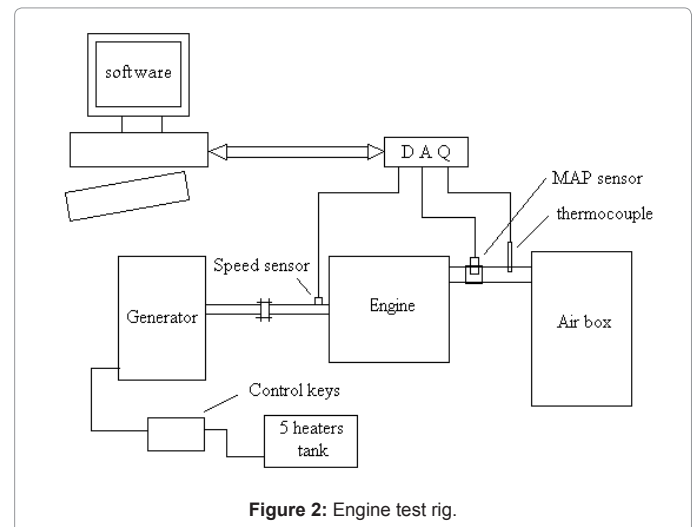 software
D A Q
MAP sensor
thermocouple
Speed sensor
Generator
Engine
Air box
Control keys
5 heaters
tank
Figure 2: Engine test rig.